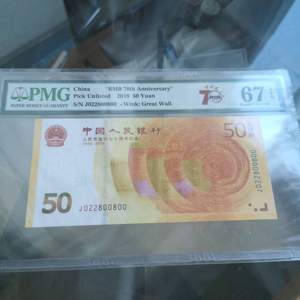 PMG
PAPER MONEY GUARANTY
China "RMB 70th Anniversary"
Pick Unlisted 2018 50 Yuan
S/N J022800800 - Wmk: Great Wall
67
中国人民银行
50
50
J022800800